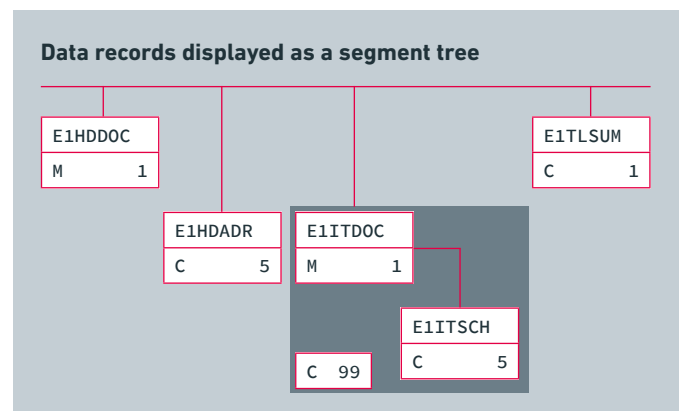 Data records displayed as a segment tree
E1HDDOC
M 1
E1TLSUM
C 1
E1HDADR
C 5
E1ITDOC
M 1
E1ITSCH
C 5
C 99